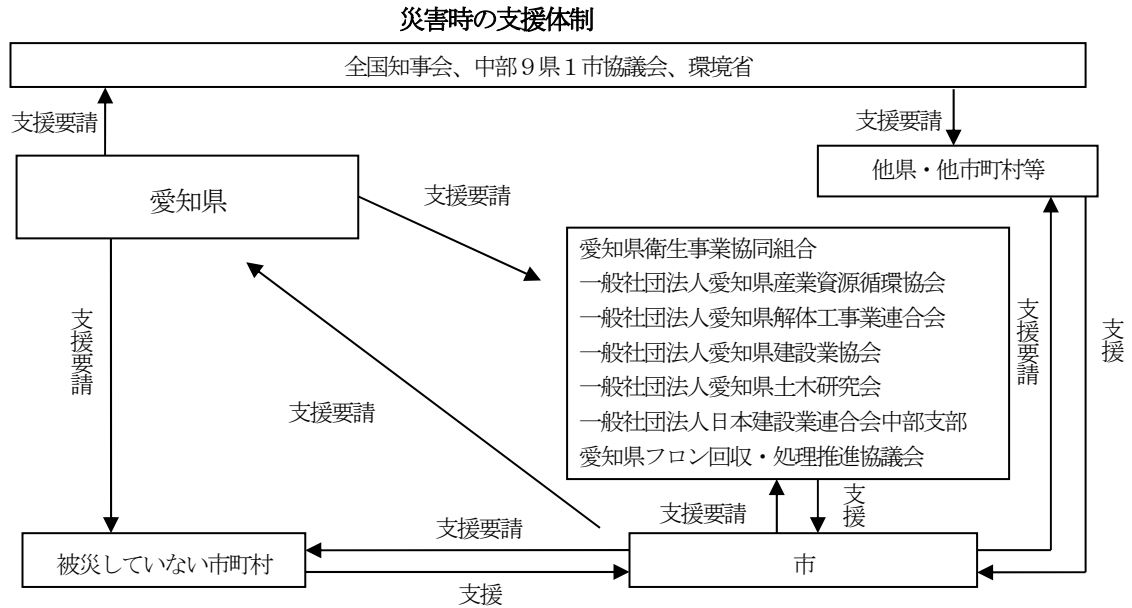 災害時の支援体制
全国知事会、中部９県１市協議会、環境省
支援要請
支援要請
他県・他市町村等
愛知県
支援要請
愛知県衛生事業協同組合
一般社団法人愛知県産業資源循環協会
一般社団法人愛知県解体工事業連合会
一般社団法人愛知県建設業協会
一般社団法人愛知県土木研究会
一般社団法人日本建設業連合会中部支部
愛知県フロン回収・処理推進協議会
支援要請
支援要請
支援要請
支援
支援要請
支援
支援要請
被災していない市町村
市
支援